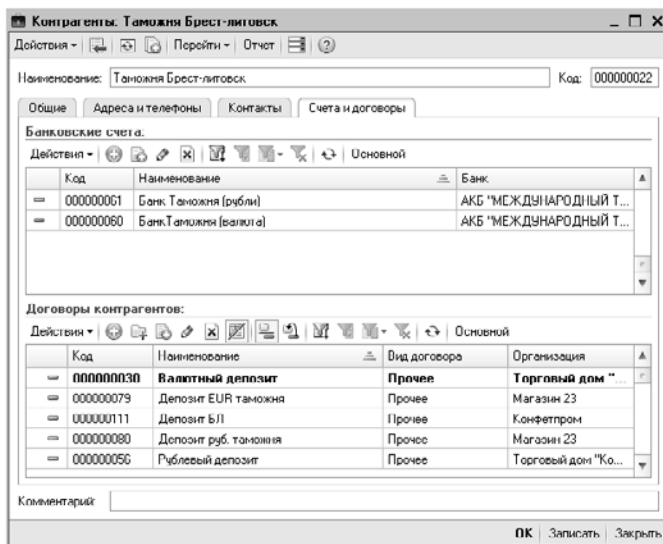 Контрагенты: Таможня Брест-литовск
Действия Перейти Отчет
Наименование: Таможня Брест-литовск Код: 000000022
Общие Адреса и телефоны Контакты Счета и договоры
Банковские счета:
Действия Основной
Код Наименование Банк
000000061 Банк Таможня (рубли) АКБ "МЕЖДУНАРОДНЫЙ Т...
000000060 БанкТаможня (валюта) АКБ "МЕЖДУНАРОДНЫЙ Т...
Договоры контрагентов:
Действия Основной
Код Наименование Вид договора Организация
000000030 Валютный депозит Прочее Торговый дом "...
000000079 Депозит EUR таможня Прочее Магазин 23
000000111 Депозит БЛ Прочее Конфетпром
000000080 Депозит руб. таможня Прочее Магазин 23
000000056 Рублевый депозит Прочее Торговый дом "Ко...
Комментарий:
OK Записать Закрыть